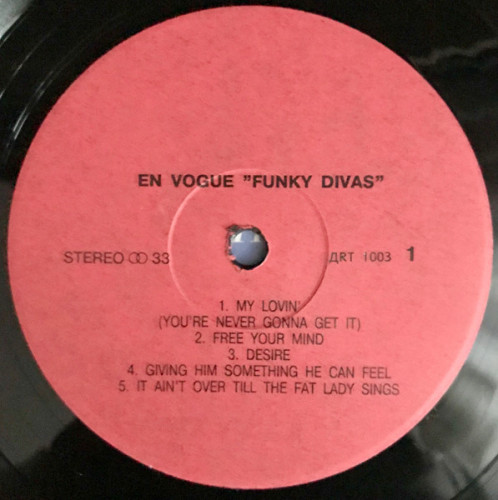 EN VOGUE "FUNKY DIVAS"
STEREO ꝏ 33 ДRT 1003 1
1. MY LOVIN'
(YOU'RE NEVER GONNA GET IT)
2. FREE YOUR MIND
3. DESIRE
4. GIVING HIM SOMETHING HE CAN FEEL
5. IT AIN'T OVER TILL THE FAT LADY SINGS